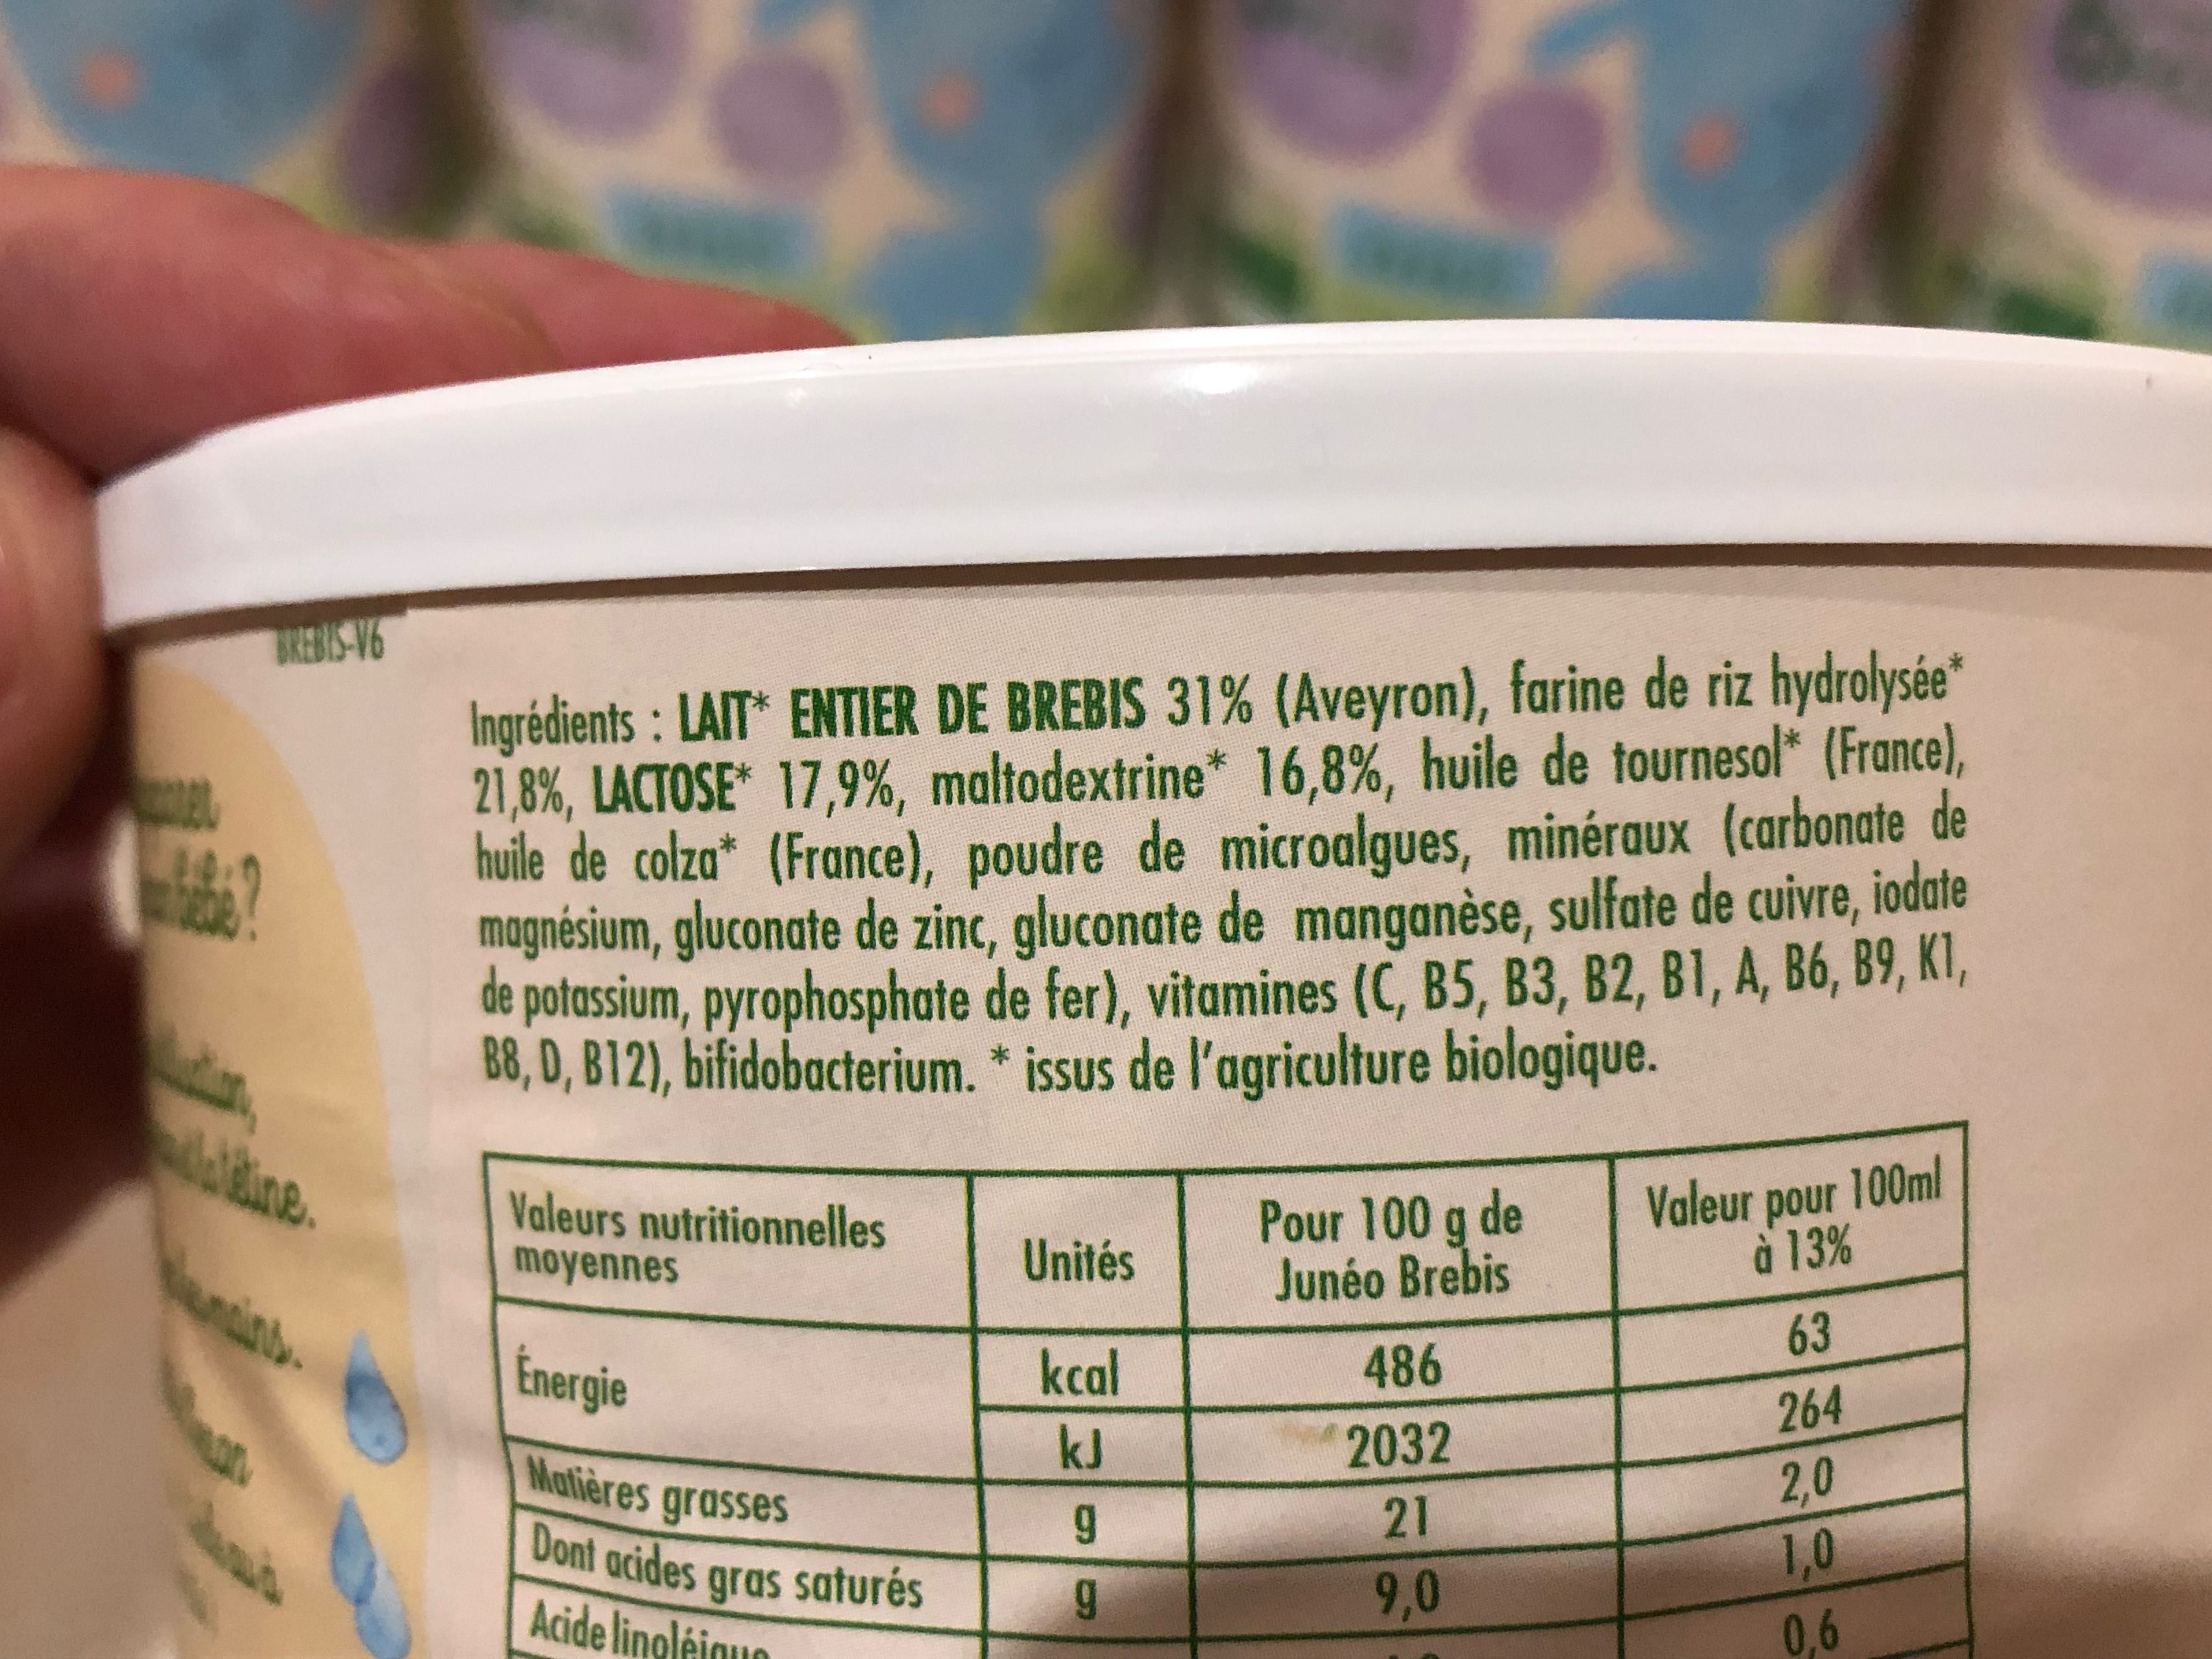 BREBIS-V6
Ingrédients : LAIT* ENTIER DE BREBIS 31% (Aveyron), farine de riz hydrolysée*
21,8%, LACTOSE* 17,9%, maltodextrine* 16,8%, huile de tournesol* (France),
huile de colza* (France), poudre de microalgues, minéraux (carbonate de
magnésium, gluconate de zinc, gluconate de manganèse, sulfate de cuivre, iodate
de potassium, pyrophosphate de fer), vitamines (C, B5, B3, B2, B1, A, B6, B9, K1,
B8, D, B12), bifidobacterium. * issus de l'agriculture biologique.
bébé ?
tétine.
mains.
Valeurs nutritionnelles
moyennes
Unités
Pour 100 g de
Junéo Brebis
Valeur pour 100ml
à 13%
Énergie
kcal 486 63
kJ 2032 264
Matières grasses g 21 2,0
Dont acides gras saturés g 9,0 1,0
Acide linoléique 0,6